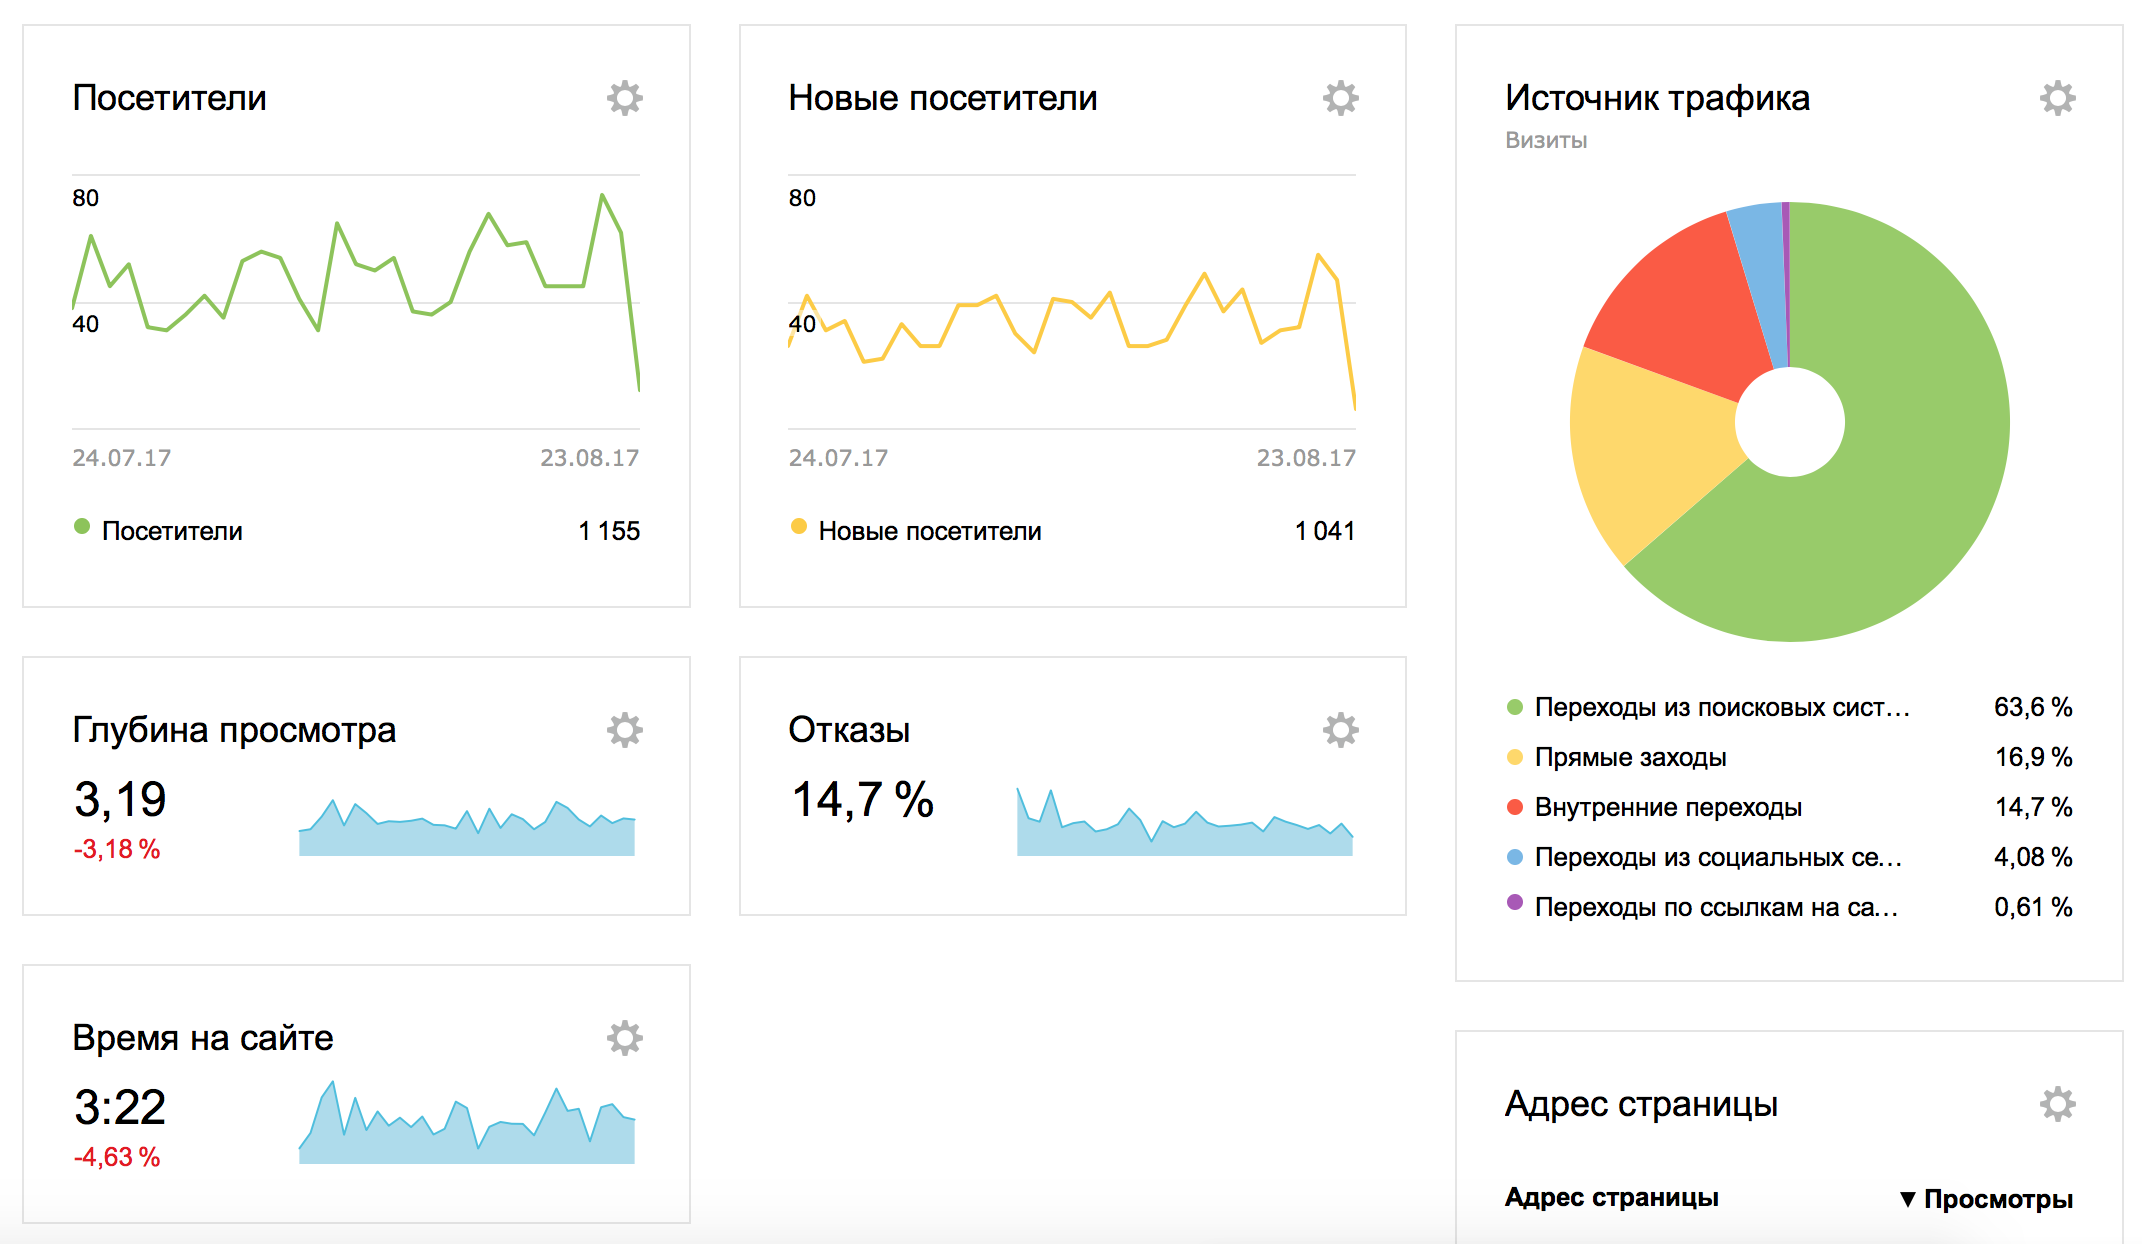 Посетители
80
40
24.07.17 23.08.17
Посетители 1 155
Новые посетители
80
40
24.07.17 23.08.17
Новые посетители 1 041
Источник трафика
Визиты
Переходы из поисковых сист... 63,6 %
Прямые заходы 16,9 %
Внутренние переходы 14,7 %
Переходы из социальных се... 4,08 %
Переходы по ссылкам на са... 0,61 %
Глубина просмотра
3,19
-3,18 %
Отказы
14,7 %
Время на сайте
3:22
-4,63 %
Адрес страницы
Адрес страницы ▼ Просмотры